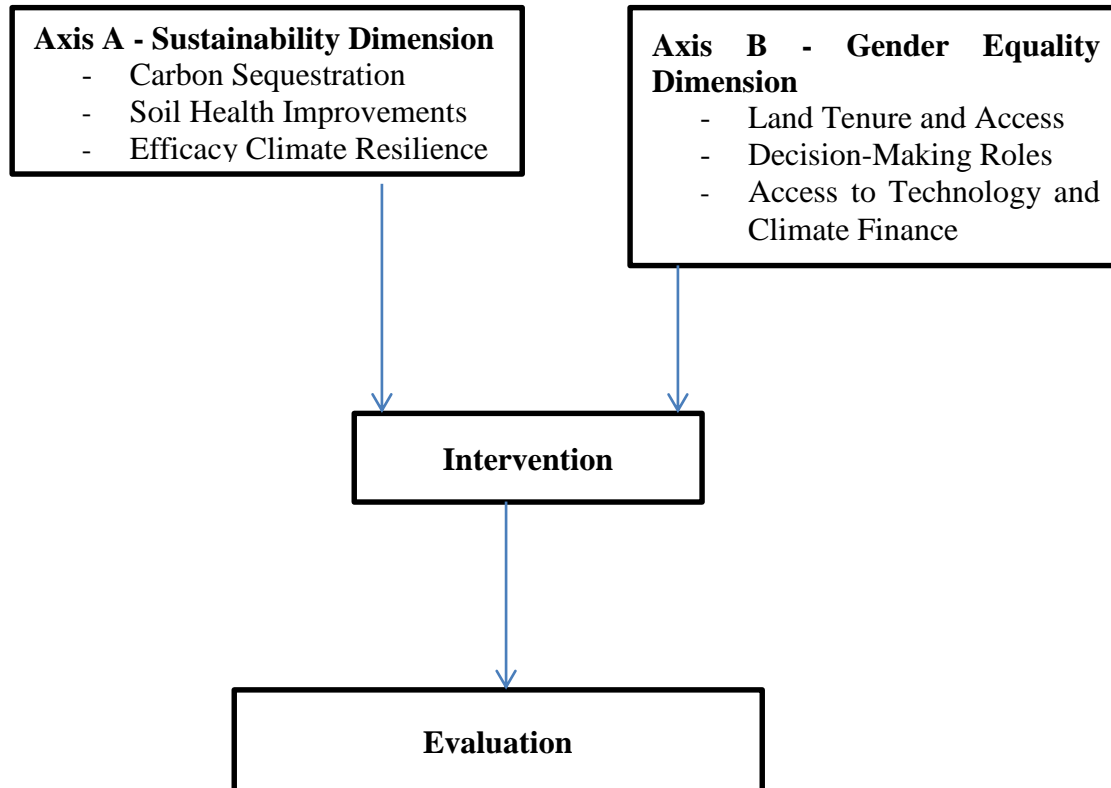 Axis A - Sustainability Dimension
- Carbon Sequestration
- Soil Health Improvements
- Efficacy Climate Resilience
Axis B - Gender Equality
Dimension
- Land Tenure and Access
- Decision-Making Roles
- Access to Technology and
Climate Finance
Intervention
Evaluation